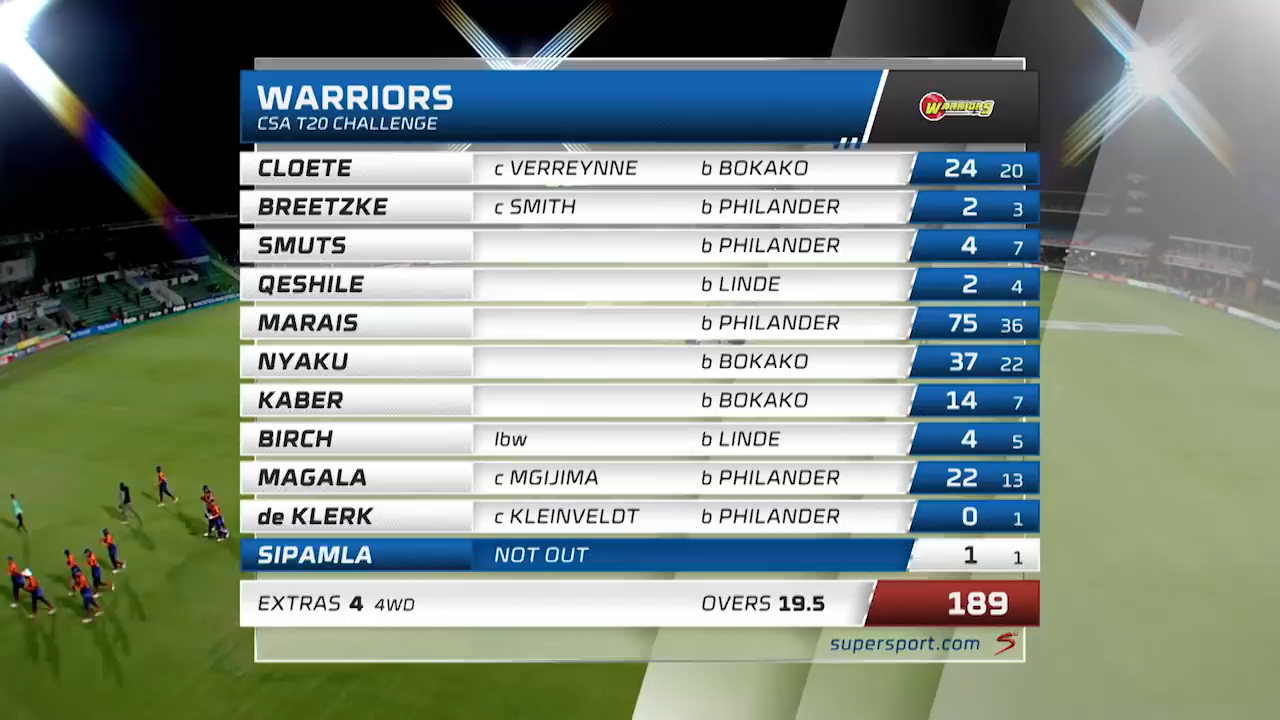 WARRIORS
CSA T20 CHALLENGE
WARRIORS
CLOETE c VERREYNNE b BOKAKO 24 20
BREETZKE c SMITH b PHILANDER 2 3
SMUTS b PHILANDER 4 7
QESHILE b LINDE 2 4
MARAIS b PHILANDER 75 36
NYAKU b BOKAKO 37 22
KABER b BOKAKO 14 7
BIRCH lbw b LINDE 4 5
MAGALA c MGIJIMA b PHILANDER 22 13
de KLERK c KLEINVELDT b PHILANDER 0 1
SIPAMLA NOT OUT 1 1
EXTRAS 4 4WD OVERS 19.5 189
supersport.com S